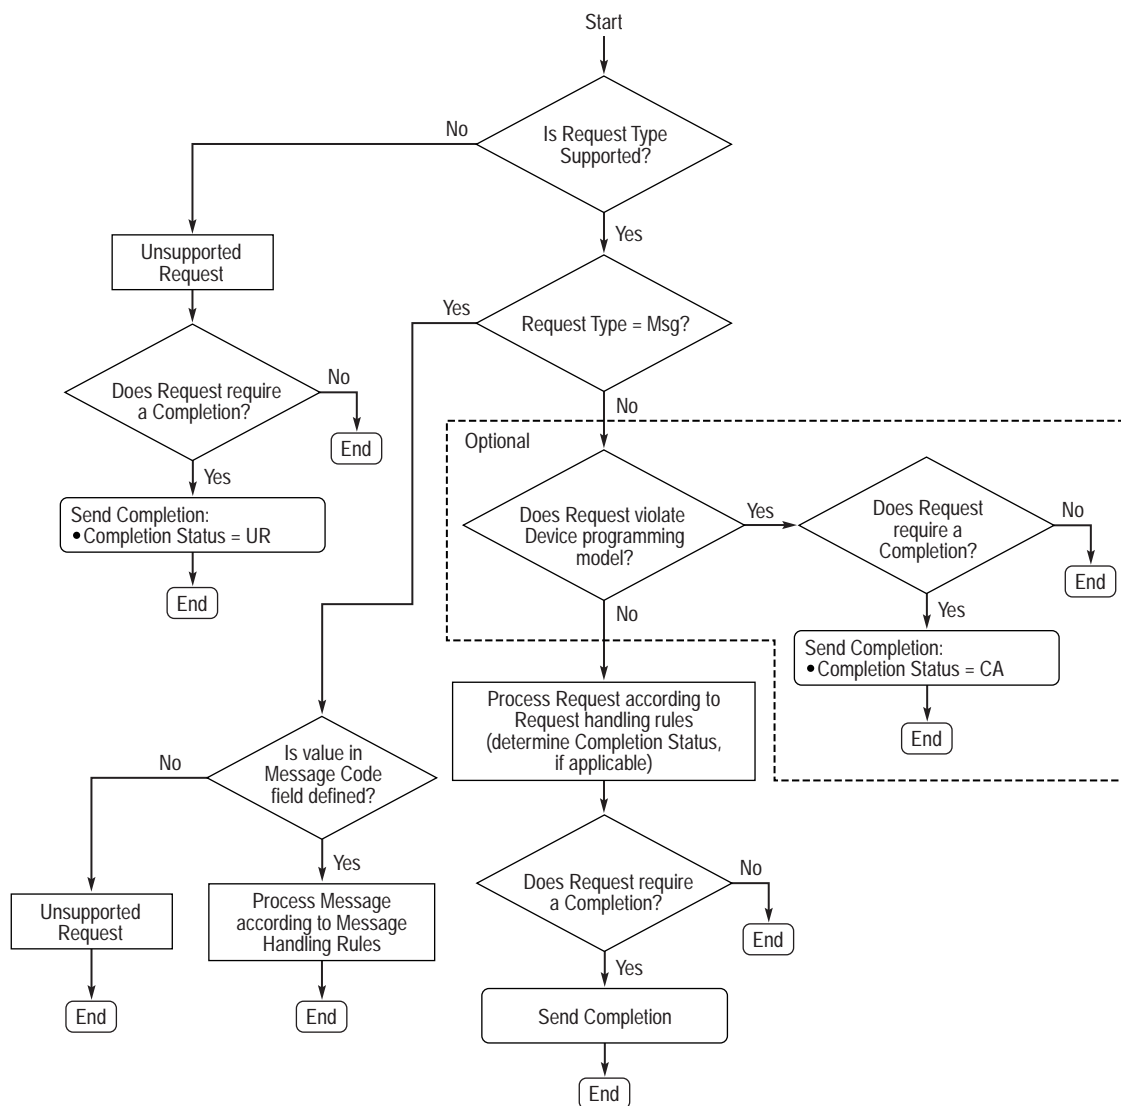 Start
Is Request Type
Supported?
No
Yes
Unsupported
Request
Request Type = Msg?
Yes
No
Does Request require
a Completion?
No
End
Yes
Send Completion:
• Completion Status = UR
End
Optional
Does Request violate
Device programming
model?
Yes
No
Does Request
require a
Completion?
No
End
Yes
Send Completion:
• Completion Status = CA
End
Process Request according to
Request handling rules
(determine Completion Status,
if applicable)
Is value in
Message Code
field defined?
No
Yes
Unsupported
Request
End
Process Message
according to Message
Handling Rules
End
Does Request require
a Completion?
No
End
Yes
Send Completion
End